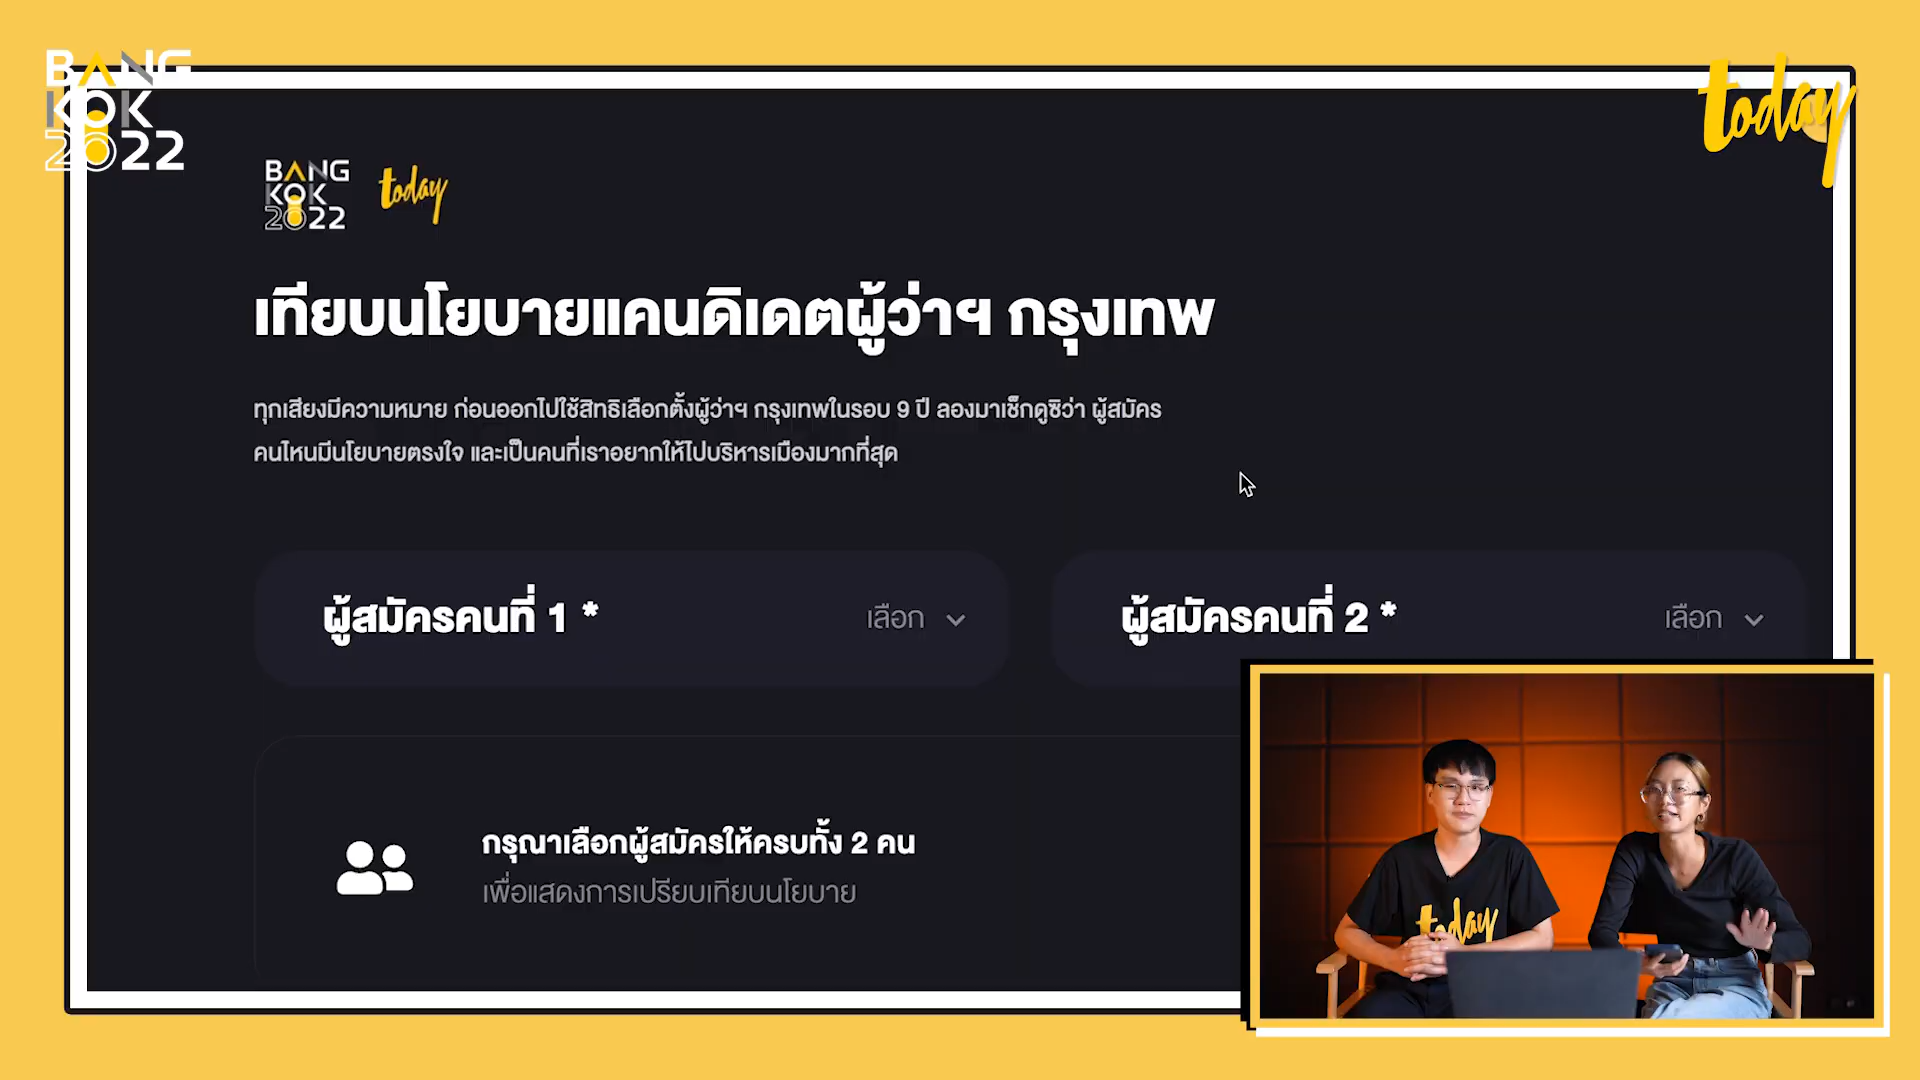 BANG
KOK
2022
today
BANG
KOK
2022
today
เทียบนโยบายแคนดิเดตผู้ว่าฯ กรุงเทพ
ทุกเสียงมีความหมาย ก่อนออกไปใช้สิทธิเลือกตั้งผู้ว่าฯ กรุงเทพในรอบ 9 ปี ลองมาเช็กดูซิว่า ผู้สมัคร
คนไหนมีนโยบายตรงใจ และเป็นคนที่เราอยากให้ไปบริหารเมืองมากที่สุด
ผู้สมัครคนที่ 1 *
เลือก
ผู้สมัครคนที่ 2 *
เลือก
กรุณาเลือกผู้สมัครให้ครบทั้ง 2 คน
เพื่อแสดงการเปรียบเทียบนโยบาย
today